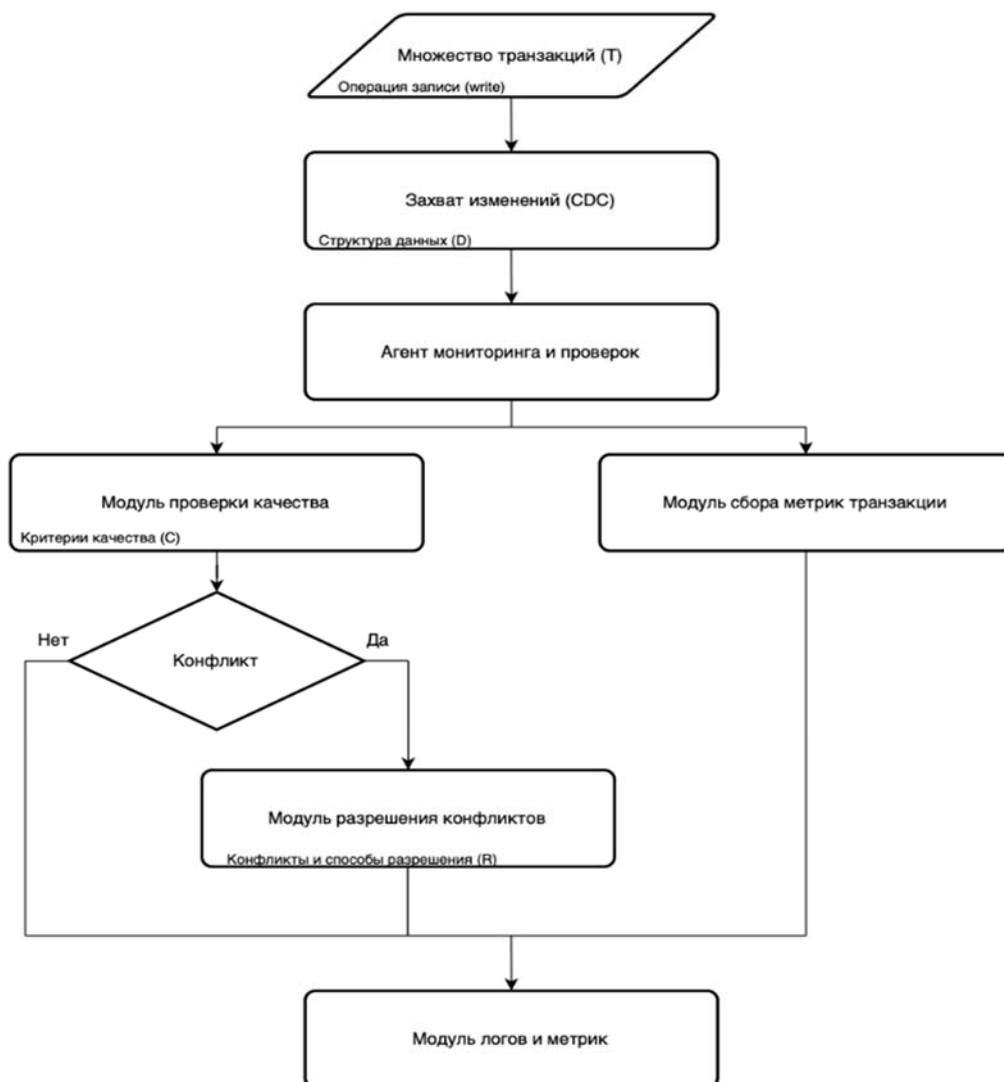 Множество транзакций (T)
Операция записи (write)
Захват изменений (CDC)
Структура данных (D)
Агент мониторинга и проверок
Модуль проверки качества
Критерии качества (C)
Модуль сбора метрик транзакции
Нет
Да
Конфликт
Модуль разрешения конфликтов
Конфликты и способы разрешения (R)
Модуль логов и метрик